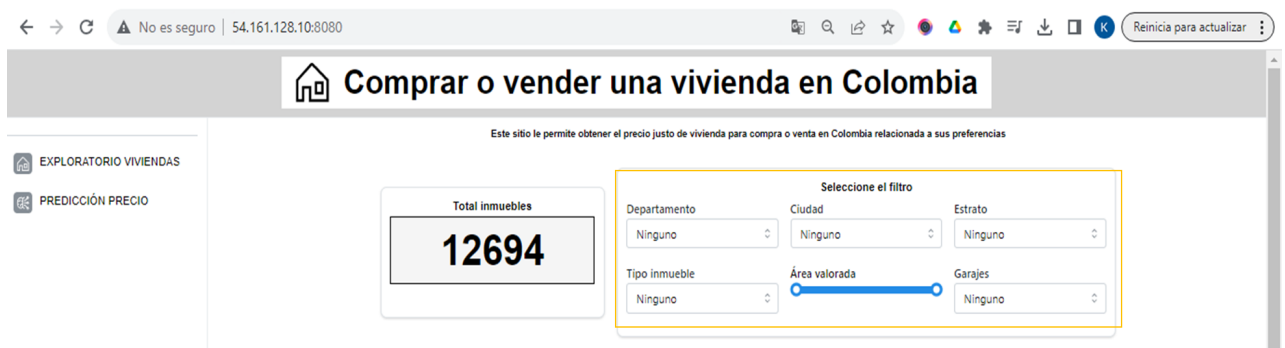 No es seguro | 54.161.128.10:8080
K
Reinicia para actualizar
Comprar o vender una vivienda en Colombia
Este sitio le permite obtener el precio justo de vivienda para compra o venta en Colombia relacionada a sus preferencias
EXPLORATORIO VIVIENDAS
PREDICCIÓN PRECIO
Total inmuebles
12694
Seleccione el filtro
Departamento Ciudad Estrato
Ninguno Ninguno Ninguno
Tipo inmueble Área valorada Garajes
Ninguno Ninguno